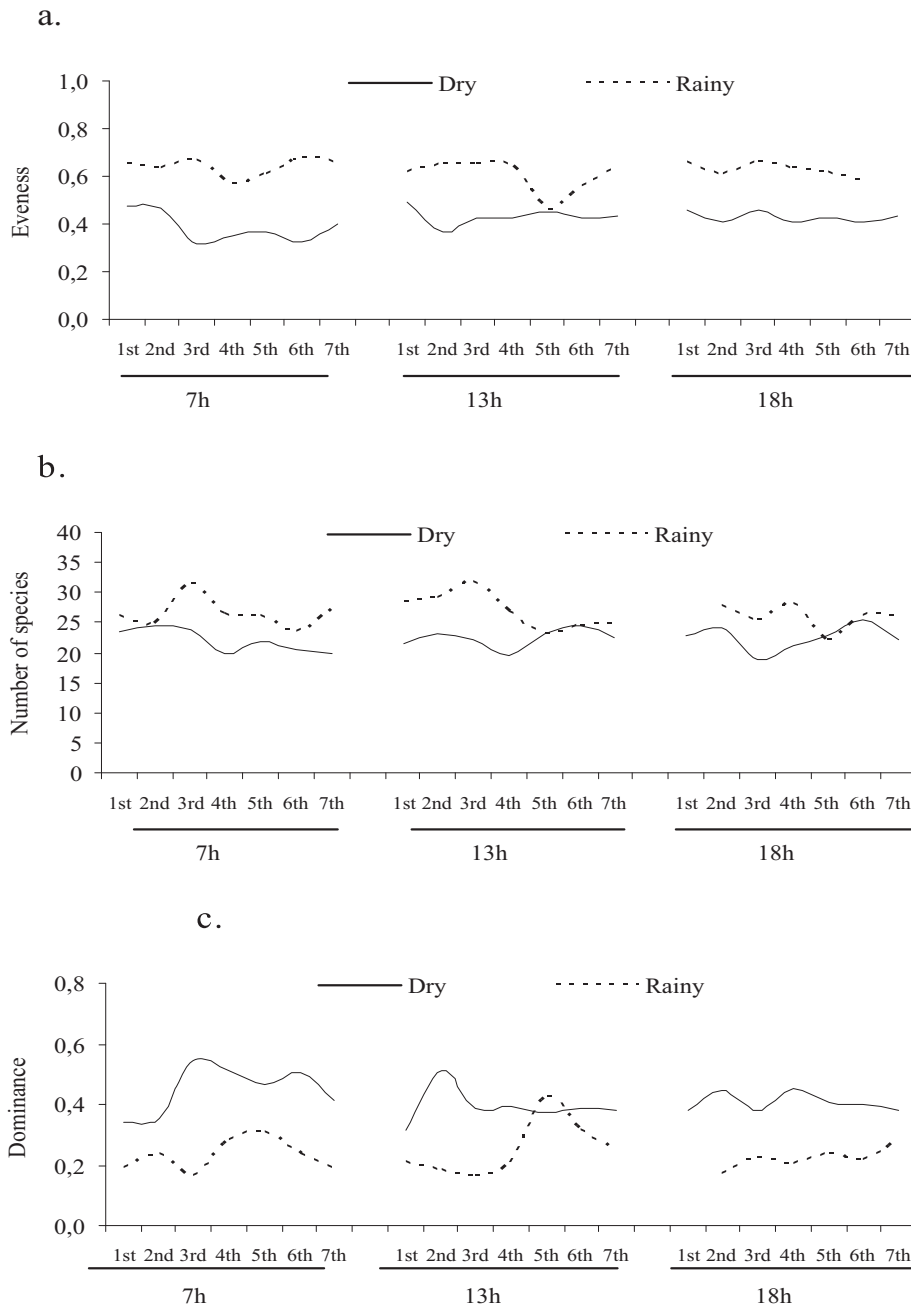 a.
Dry Rainy
1,0
0,8
0,6
0,4
0,2
0,0
Eveness
1st 2nd 3rd 4th 5th 6th 7th 1st 2nd 3rd 4th 5th 6th 7th 1st 2nd 3rd 4th 5th 6th 7th
7h 13h 18h
b.
Dry Rainy
40
35
30
25
20
15
10
5
0
Number of species
1st 2nd 3rd 4th 5th 6th 7th 1st 2nd 3rd 4th 5th 6th 7th 1st 2nd 3rd 4th 5th 6th 7th
7h 13h 18h
c.
Dry Rainy
0,8
0,6
0,4
0,2
0,0
Dominance
1st 2nd 3rd 4th 5th 6th 7th 1st 2nd 3rd 4th 5th 6th 7th 1st 2nd 3rd 4th 5th 6th 7th
7h 13h 18h